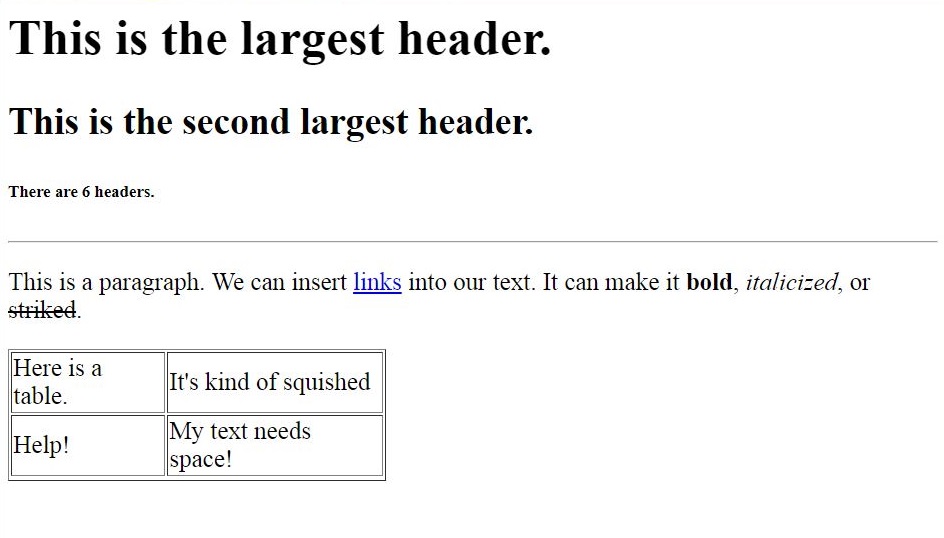 This is the largest header.
This is the second largest header.
There are 6 headers.
This is a paragraph. We can insert links into our text. It can make it bold, italicized, or
striked.
Here is a
table.
It's kind of squished
Help!
My text needs
space!